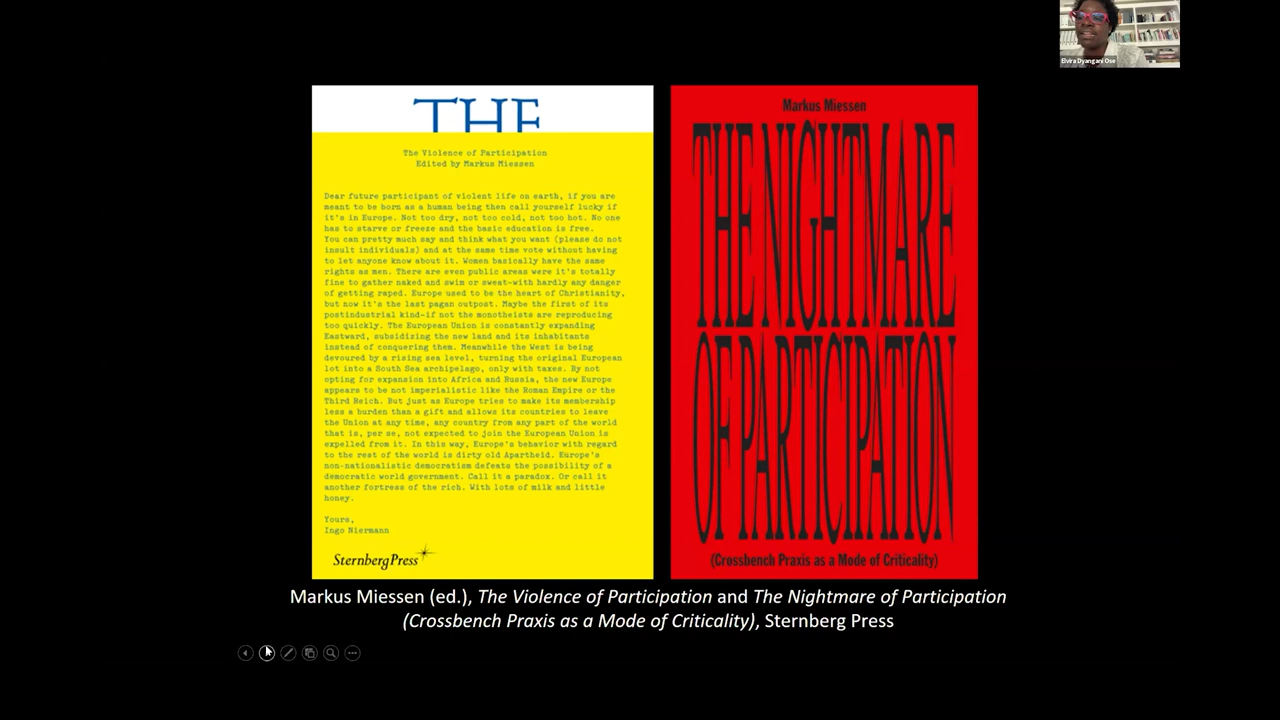 Elvira Dyangani Ose
THE
The Violence of Participation
Edited by Markus Miessen
Dear future participant of violent life on earth, if you are
meant to be born as a human being then call yourself lucky if
it's in Europe. Not too dry, not too cold, not too hot. No one
has to starve or freeze and the basic education is free.
You can pretty much say and think what you want (please do not
insult individuals) and at the same time vote without having
to let anyone know about it. Women basically have the same
rights as men. There are even public areas were it's totally
fine to gather naked and swim or sweat—with hardly any danger
of getting raped. Europe used to be the heart of Christianity,
but now it's the last pagan outpost. Maybe the first of its
postindustrial kind—if not the monotheists are reproducing
too quickly. The European Union is constantly expanding
Eastward, subsidizing the new land and its inhabitants
instead of conquering them. Meanwhile the West is being
devoured by a rising sea level, turning the original European
lot into a South Sea archipelago, only with taxes. By not
opting for expansion into Africa and Russia, the new Europe
appears to be not imperialistic like the Roman Empire or the
Third Reich. But just as Europe tries to make its membership
less a burden than a gift and allows its countries to leave
the Union at any time, any country from any part of the world
that is, per se, not expected to join the European Union is
expelled from it. In this way, Europe's behavior with regard
to the rest of the world is dirty old Apartheid. Europe's
non-nationalistic democratism defeats the possibility of a
democratic world government. Call it a paradox. Or call it
another fortress of the rich. With lots of milk and little
honey.
Yours,
Ingo Niermann
SternbergPress
Markus Miessen
THE NIGHTMARE
OF PARTICIPATION
(Crossbench Praxis as a Mode of Criticality)
Markus Miessen (ed.), The Violence of Participation and The Nightmare of Participation
(Crossbench Praxis as a Mode of Criticality), Sternberg Press